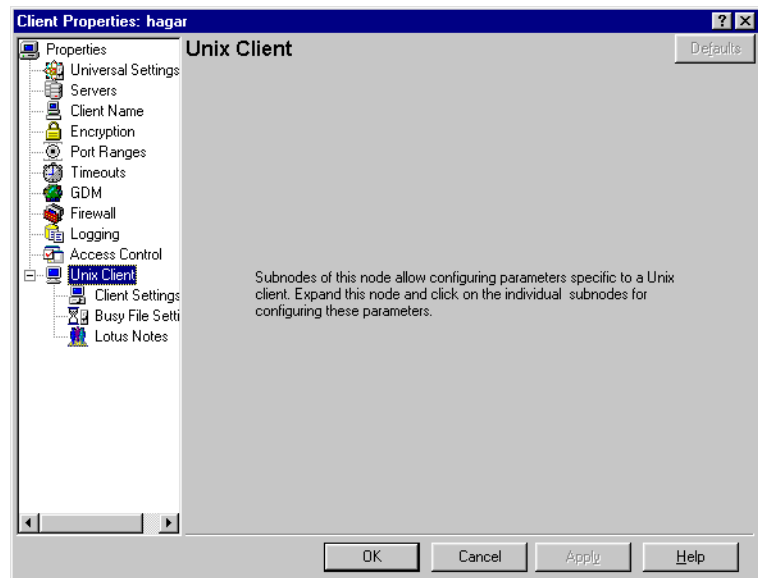 Client Properties: hagar
Properties
Universal Settings
Servers
Client Name
Encryption
Port Ranges
Timeouts
GDM
Firewall
Logging
Access Control
Unix Client
Client Settings
Busy File Setti
Lotus Notes
Unix Client
Defaults
Subnodes of this node allow configuring parameters specific to a Unix
client. Expand this node and click on the individual subnodes for
configuring these parameters.
OK
Cancel
Apply
Help